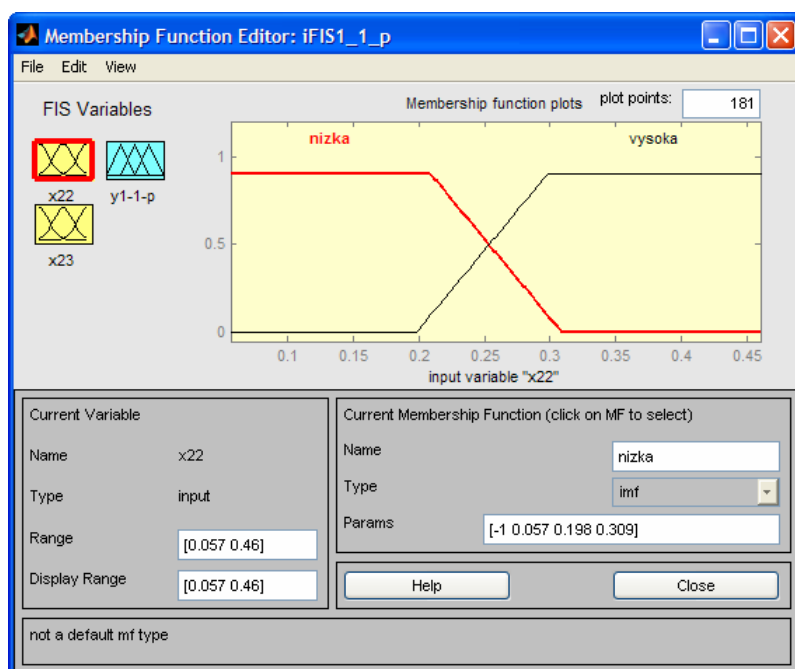 Membership Function Editor: iFIS1_1_p
File Edit View
FIS Variables
x22
y1-1-p
x23
Membership function plots
plot points:
181
nizka
vysoka
1
0.5
0
0.1 0.15 0.2 0.25 0.3 0.35 0.4 0.45
input variable "x22"
Current Variable
Name x22
Type input
Range [0.057 0.46]
Display Range [0.057 0.46]
Current Membership Function (click on MF to select)
Name nizka
Type imf
Params [-1 0.057 0.198 0.309]
Help
Close
not a default mf type